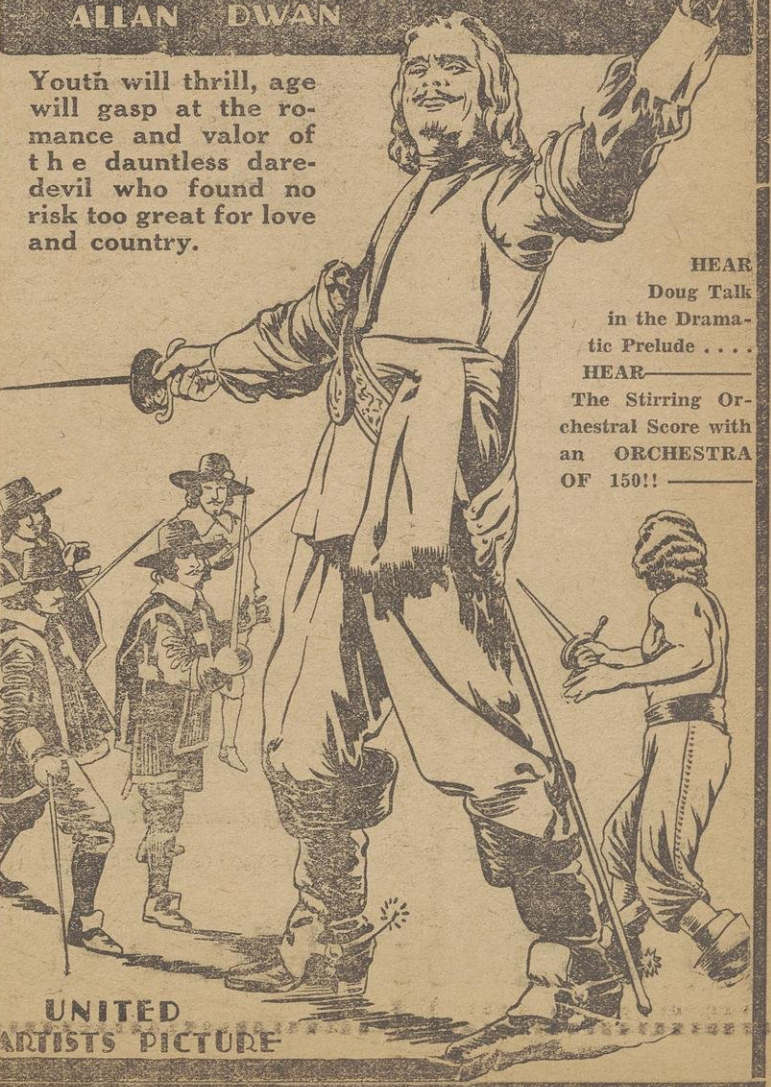 ALLAN DWAN
Youth will thrill, age
will gasp at the ro-
mance and valor of
the dauntless dare-
devil who found no
risk too great for love
and country.
HEAR
Doug Talk
in the Drama-
tic Prelude ....
HEAR
The Stirring Or-
chestral Score with
an ORCHESTRA
OF 150!!
UNITED
ARTISTS PICTURE